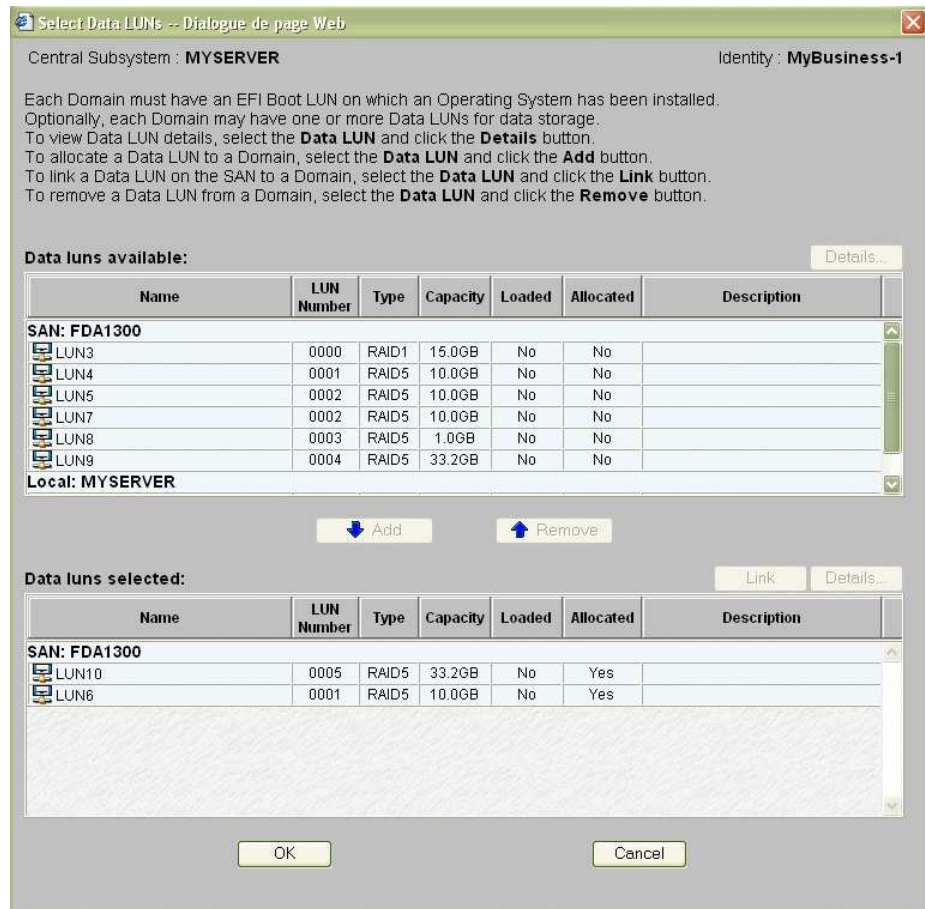 Select Data LUNs -- Dialogue de page Web
Central Subsystem : MYSERVER Identity : MyBusiness-1
Each Domain must have an EFI Boot LUN on which an Operating System has been installed.
Optionally, each Domain may have one or more Data LUNs for data storage.
To view Data LUN details, select the Data LUN and click the Details button.
To allocate a Data LUN to a Domain, select the Data LUN and click the Add button.
To link a Data LUN on the SAN to a Domain, select the Data LUN and click the Link button.
To remove a Data LUN from a Domain, select the Data LUN and click the Remove button.
Data luns available: Details...
Name LUN Number Type Capacity Loaded Allocated Description
SAN: FDA1300
LUN3 0000 RAID1 15.0GB No No
LUN4 0001 RAID5 10.0GB No No
LUN5 0002 RAID5 10.0GB No No
LUN7 0002 RAID5 10.0GB No No
LUN8 0003 RAID5 1.0GB No No
LUN9 0004 RAID5 33.2GB No No
Local: MYSERVER
Add Remove
Data luns selected: Link Details...
Name LUN Number Type Capacity Loaded Allocated Description
SAN: FDA1300
LUN10 0005 RAID5 33.2GB No Yes
LUN6 0001 RAID5 10.0GB No Yes
OK Cancel